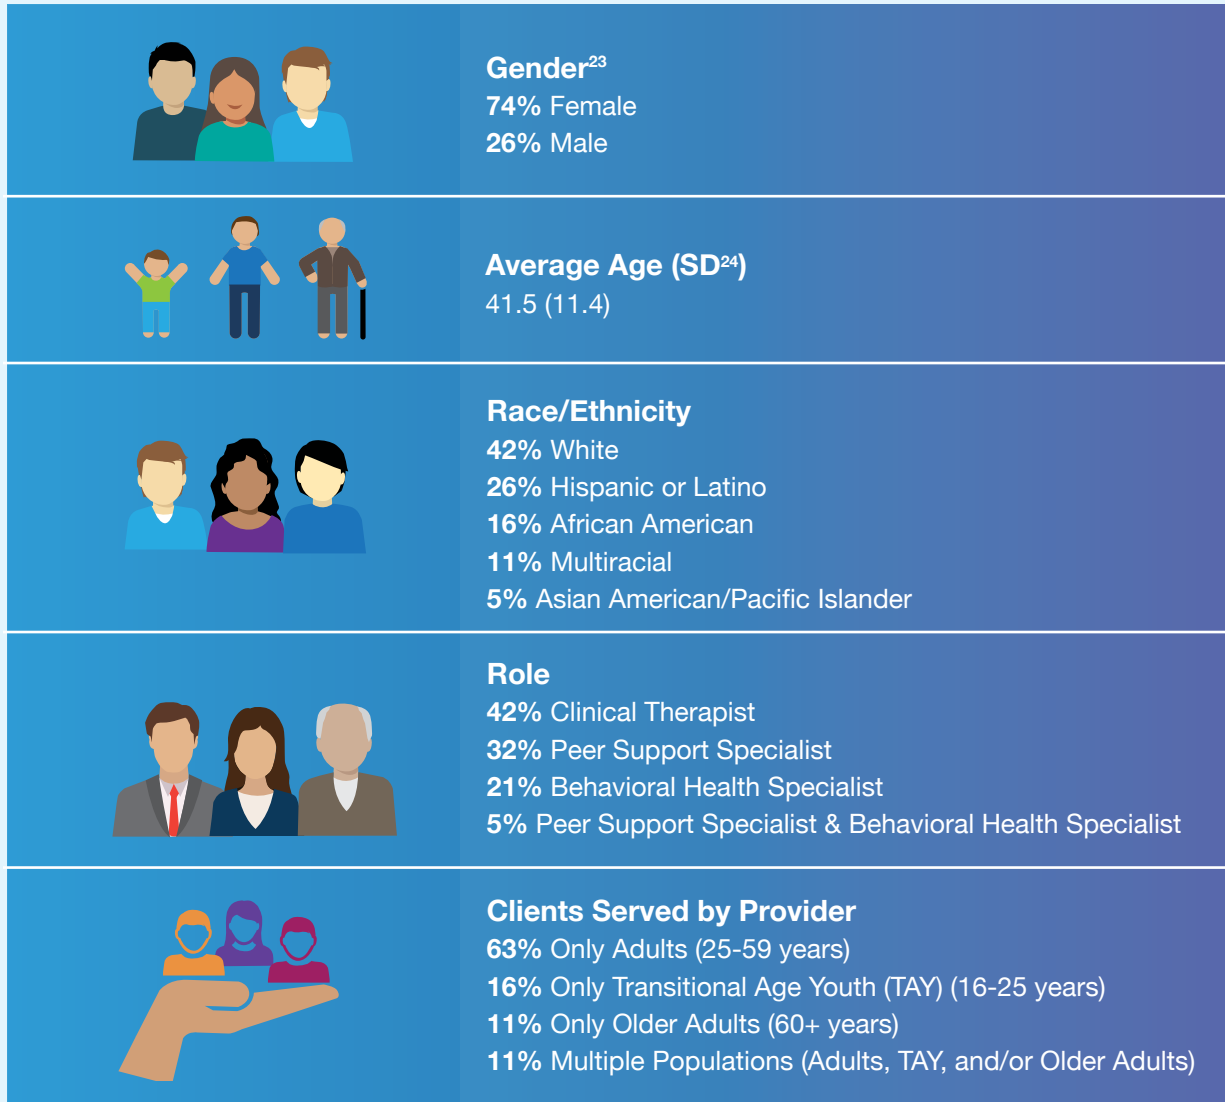 Gender23
74% Female
26% Male
Average Age (SD24)
41.5 (11.4)
Race/Ethnicity
42% White
26% Hispanic or Latino
16% African American
11% Multiracial
5% Asian American/Pacific Islander
Role
42% Clinical Therapist
32% Peer Support Specialist
21% Behavioral Health Specialist
5% Peer Support Specialist & Behavioral Health Specialist
Clients Served by Provider
63% Only Adults (25-59 years)
16% Only Transitional Age Youth (TAY) (16-25 years)
11% Only Older Adults (60+ years)
11% Multiple Populations (Adults, TAY, and/or Older Adults)